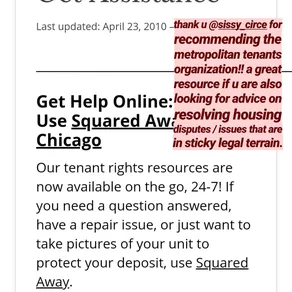 Get Assistance
Last updated: April 23, 2010 –
thank u @sissy_circe for
recommending the
metropolitan tenants
organization!! a great
resource if u are also
looking for advice on
resolving housing
disputes / issues that are
in sticky legal terrain.
Get Help Online:
Use Squared Awa
Chicago
Our tenant rights resources are
now available on the go, 24-7! If
you need a question answered,
have a repair issue, or just want to
take pictures of your unit to
protect your deposit, use Squared
Away.